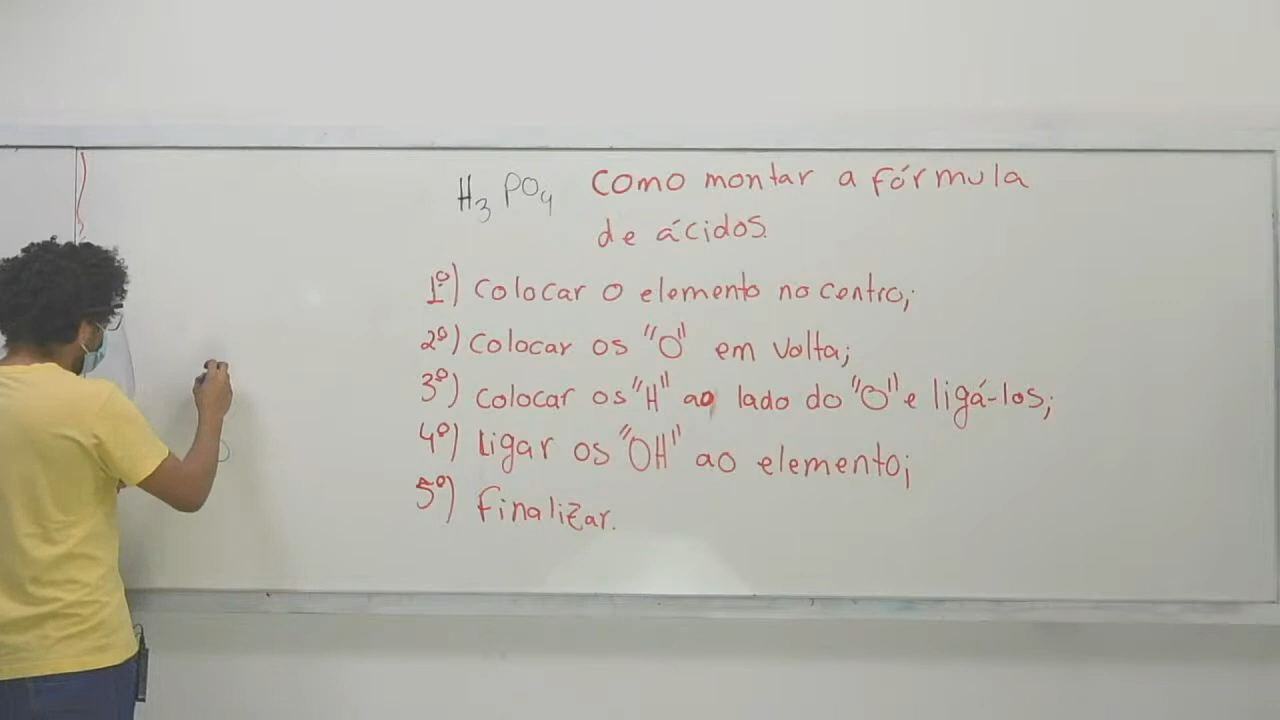 H3PO4 Como montar a fórmula
de ácidos.
1º) Colocar o elemento no centro;
2º) Colocar os "O" em volta;
3º) Colocar os "H" ao lado do "O" e ligá-los;
4º) Ligar os "OH" ao elemento;
5º) Finalizar.